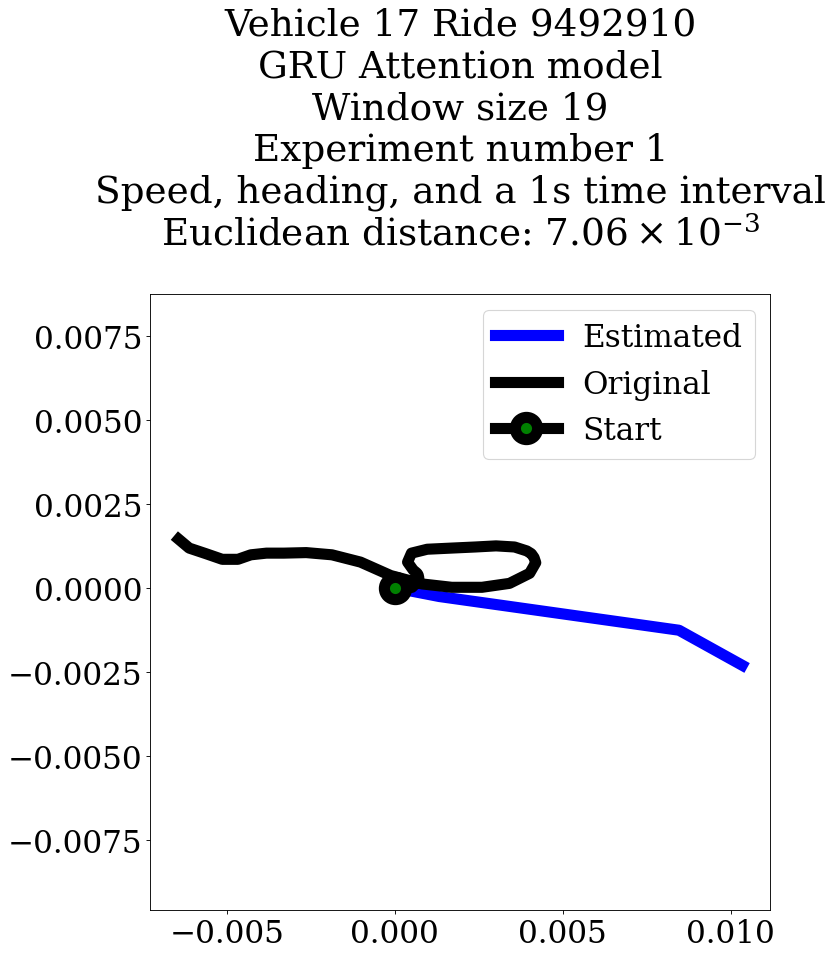 Vehicle 17 Ride 9492910
GRU Attention model
Window size 19
Experiment number 1
Speed, heading, and a 1s time interval
Euclidean distance: 7.06 × 10⁻³
Estimated
Original
Start
0.0075
0.0050
0.0025
0.0000
−0.0025
−0.0050
−0.0075
−0.005 0.000 0.005 0.010